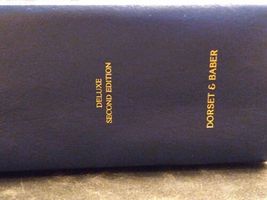 DELUXE
SECOND EDITION
DORSET & BABER